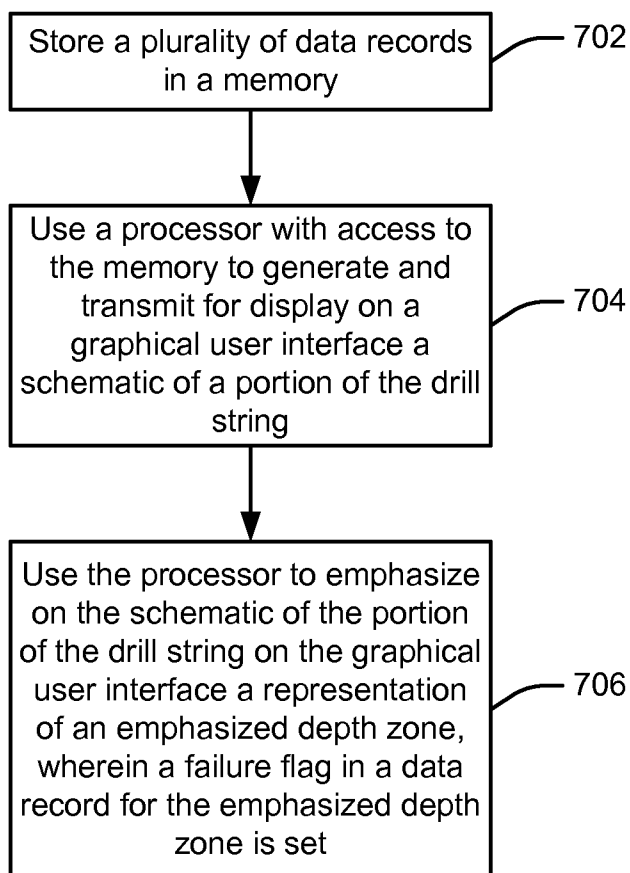 Store a plurality of data records
in a memory
702
Use a processor with access to
the memory to generate and
transmit for display on a
graphical user interface a
schematic of a portion of the drill
string
704
Use the processor to emphasize
on the schematic of the portion
of the drill string on the graphical
user interface a representation
of an emphasized depth zone,
wherein a failure flag in a data
record for the emphasized depth
zone is set
706